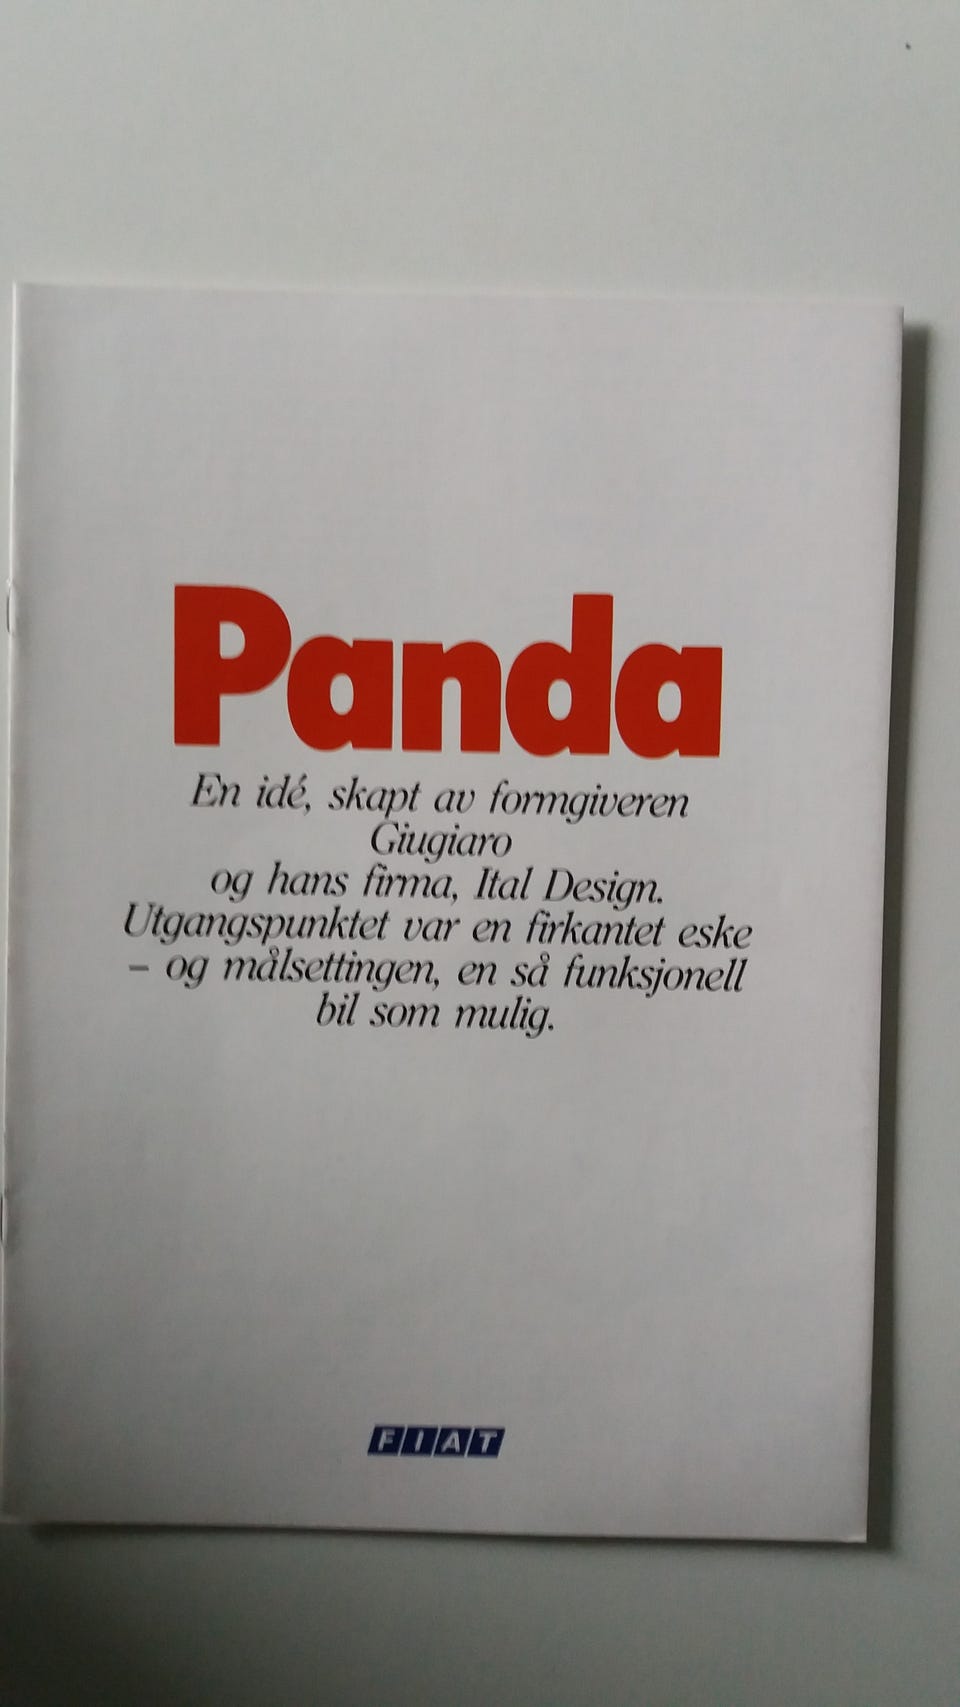 Panda
En idé, skapt av formgiveren
Giugiaro
og hans firma, Ital Design.
Utgangspunktet var en firkantet eske
– og målsettingen, en så funksjonell
bil som mulig.
FIAT